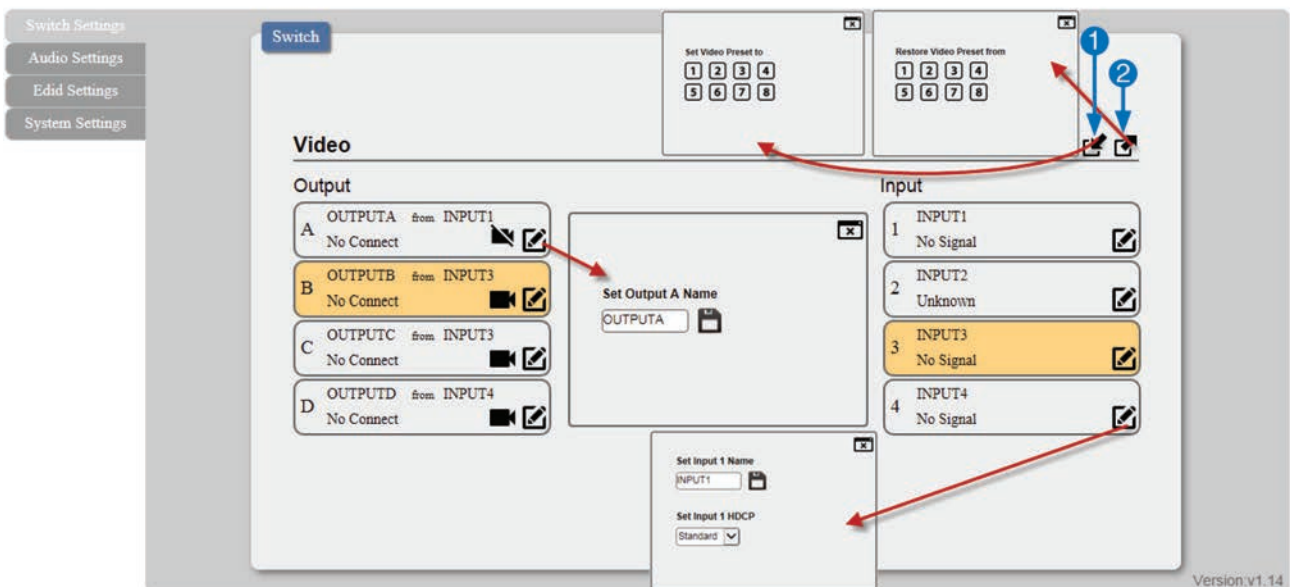 Switch Settings
Audio Settings
Edid Settings
System Settings
Switch
Set Video Preset to
1 2 3 4
5 6 7 8
Restore Video Preset from
1 2 3 4
5 6 7 8
1
2
Video
Output
A
OUTPUTA from INPUT1
No Connect
B
OUTPUTB from INPUT3
No Connect
C
OUTPUTC from INPUT3
No Connect
D
OUTPUTD from INPUT4
No Connect
Set Output A Name
OUTPUTA
Input
1
INPUT1
No Signal
2
INPUT2
Unknown
3
INPUT3
No Signal
4
INPUT4
No Signal
Set Input 1 Name
INPUT1
Set Input 1 HDCP
Standard
Version:v1.14